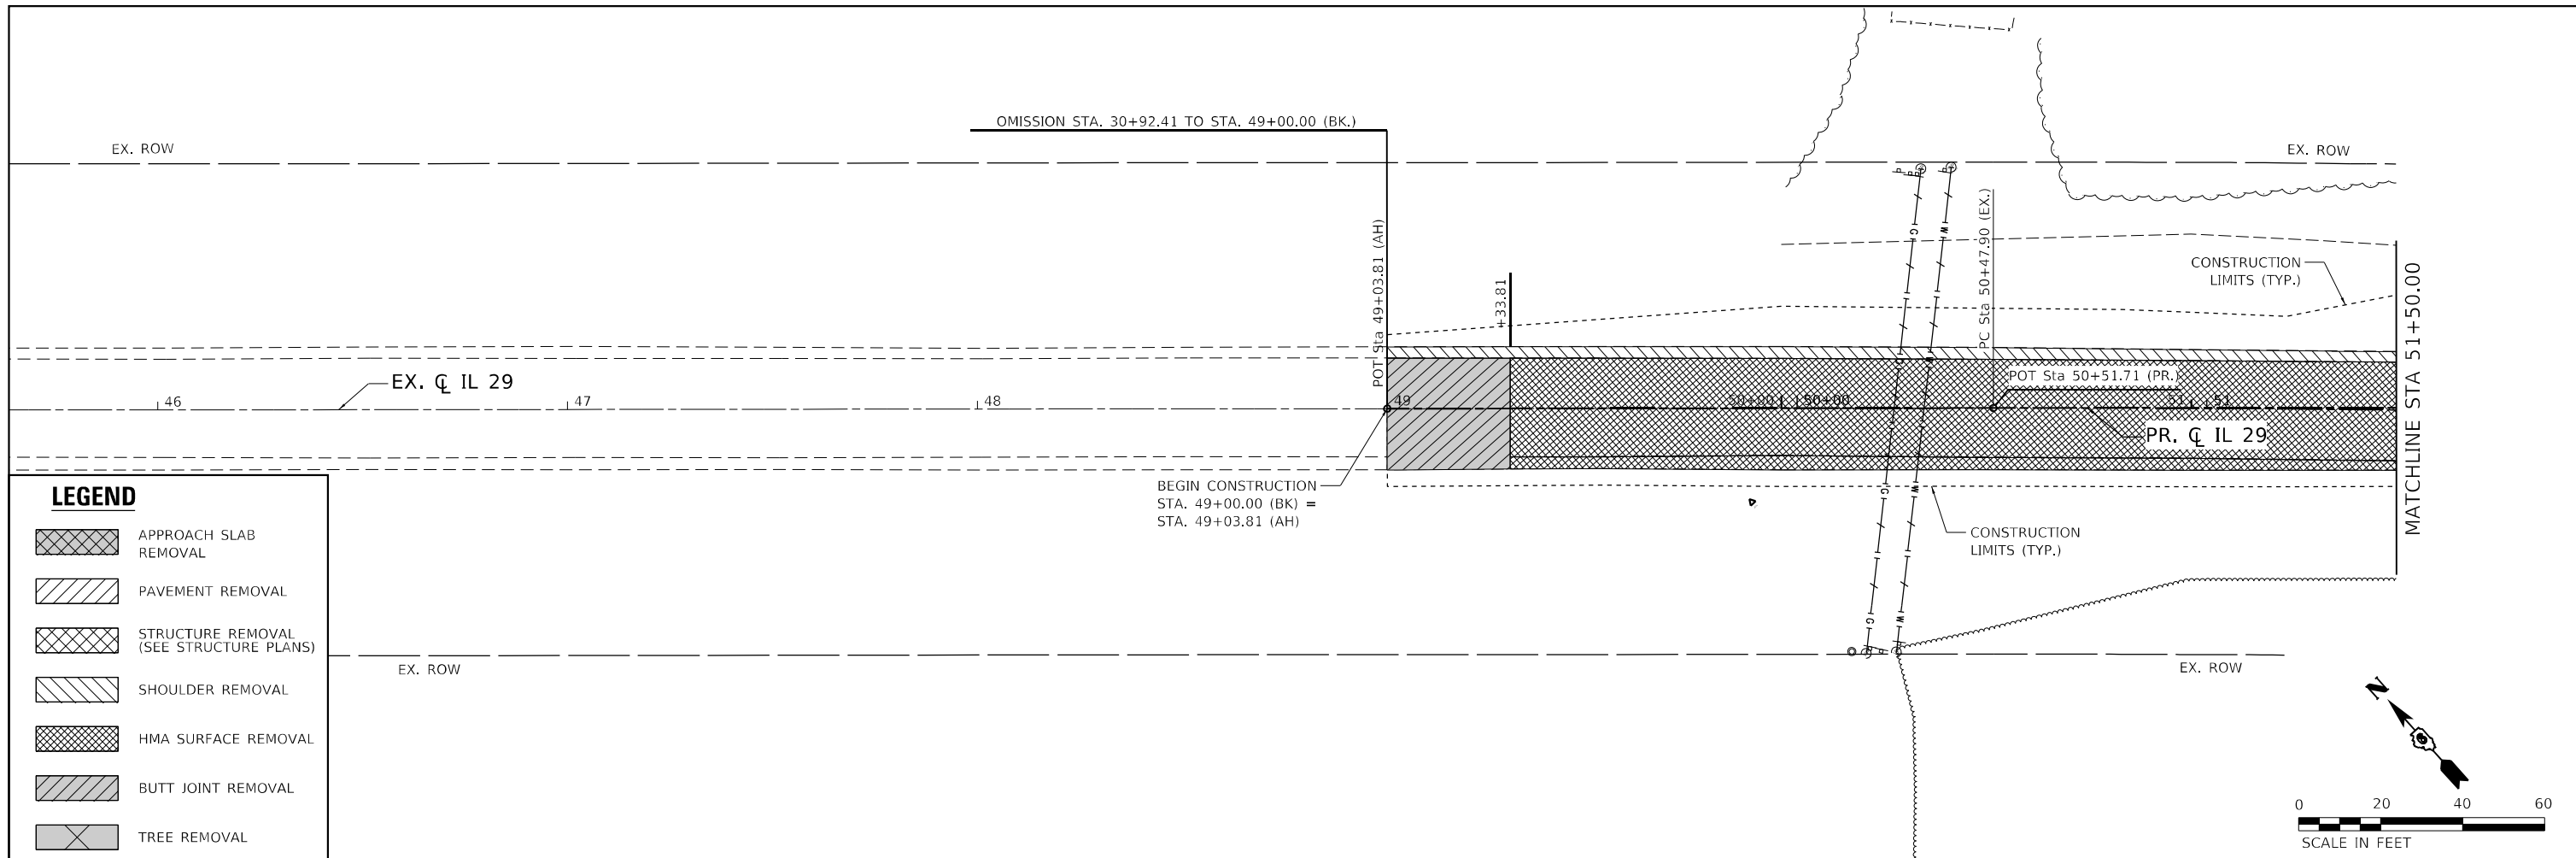 OMISSION STA. 30+92.41 TO STA. 49+00.00 (BK.)
EX. ROW
EX. ROW
POT Sta 49+03.81 (AH)
+33.81
PC Sta 50+47.90 (EX.)
CONSTRUCTION
LIMITS (TYP.)
MATCHLINE STA 51+50.00
EX. ℄ IL 29
46
47
48
49
50+00
50+00
51
51
POT Sta 50+51.71 (PR.)
PR. ℄ IL 29
G
W
G
W
G
W
G
W
BEGIN CONSTRUCTION
STA. 49+00.00 (BK) =
STA. 49+03.81 (AH)
CONSTRUCTION
LIMITS (TYP.)
EX. ROW
EX. ROW
LEGEND
APPROACH SLAB
REMOVAL
PAVEMENT REMOVAL
STRUCTURE REMOVAL
(SEE STRUCTURE PLANS)
SHOULDER REMOVAL
HMA SURFACE REMOVAL
BUTT JOINT REMOVAL
TREE REMOVAL
N
0 20 40 60
SCALE IN FEET